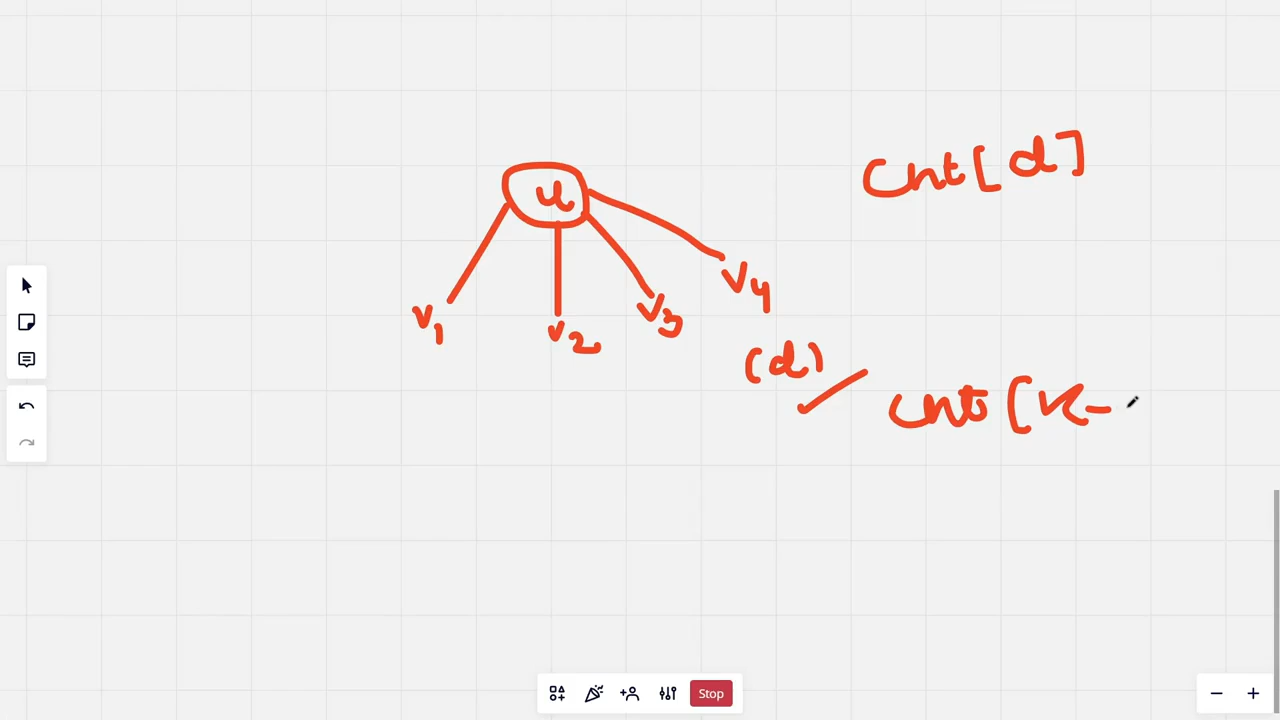 u
cnt[d]
v1
v2
v3
v4
(d)
cnt[k-
Stop